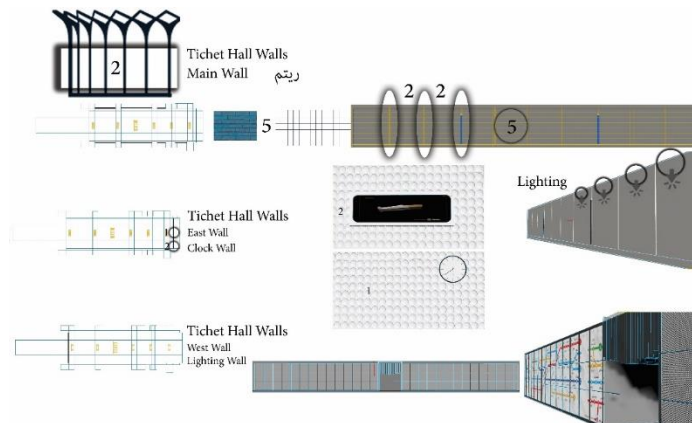 2
Tichet Hall Walls
Main Wall
ریتم
5
2 2
5
Lighting
Tichet Hall Walls
East Wall
Clock Wall
1
2
2
1
Tichet Hall Walls
West Wall
Lighting Wall